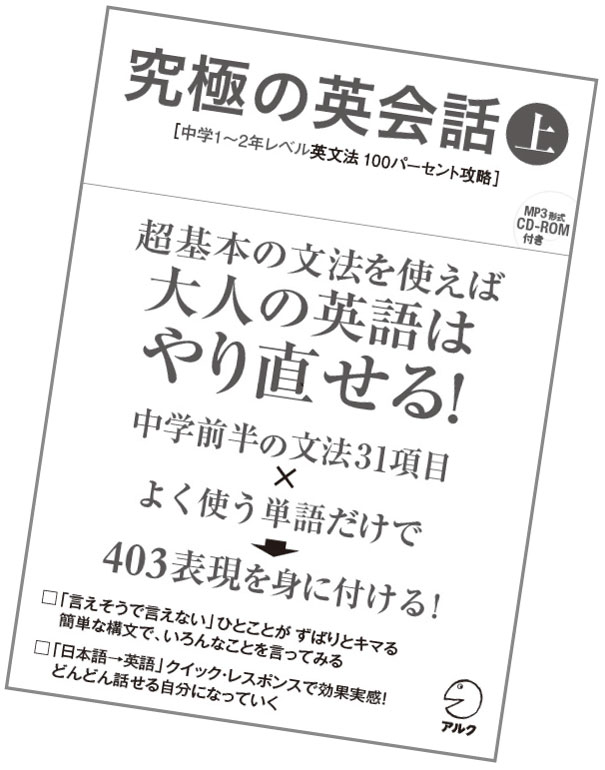 究極の英会話 上
[中学1〜2年レベル英文法 100パーセント攻略]
MP3形式
CD-ROM
付き
超基本の文法を使えば
大人の英語は
やり直せる!
中学前半の文法31項目
×
よく使う単語だけで
403表現を身に付ける!
□「言えそうで言えない」ひとことが ずばりとキマる
簡単な構文で、いろんなことを言ってみる
□「日本語→英語」クイック・レスポンスで効果実感!
どんどん話せる自分になっていく
アルク